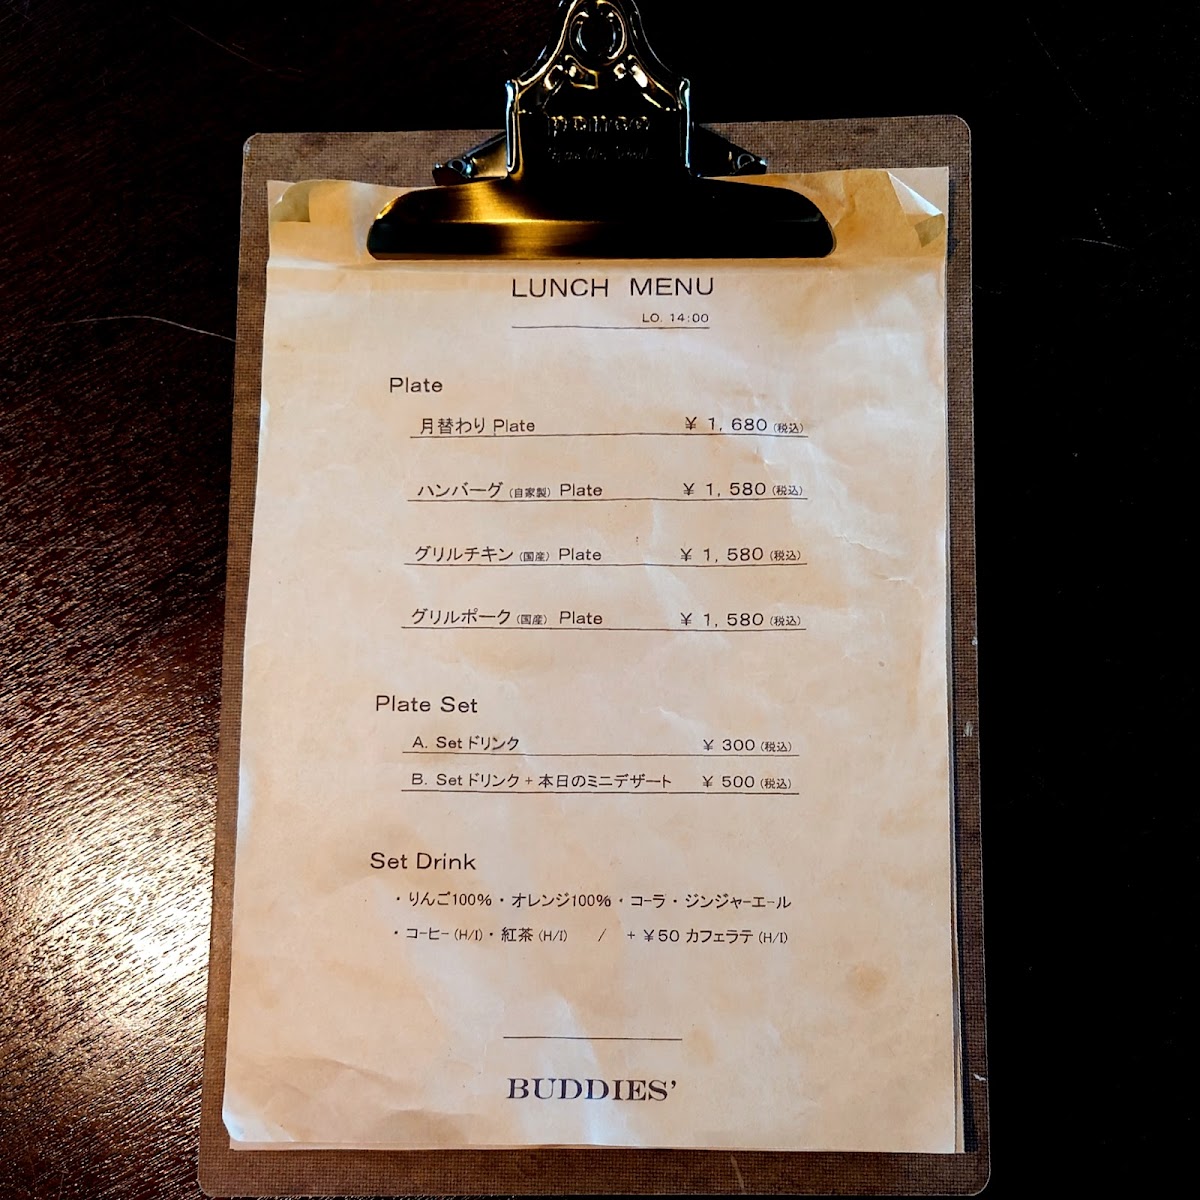 penco
LUNCH MENU
LO. 14:00
Plate
月替わり Plate ¥ 1, 680 (税込)
ハンバーグ (自家製) Plate ¥ 1, 580 (税込)
グリルチキン (国産) Plate ¥ 1, 580 (税込)
グリルポーク (国産) Plate ¥ 1, 580 (税込)
Plate Set
A. Set ドリンク ¥ 300 (税込)
B. Set ドリンク + 本日のミニデザート ¥ 500 (税込)
Set Drink
・りんご100%・オレンジ100%・コーラ・ジンジャーエール
・コーヒー (H/I)・紅茶 (H/I) / + ¥50 カフェラテ (H/I)
BUDDIES'